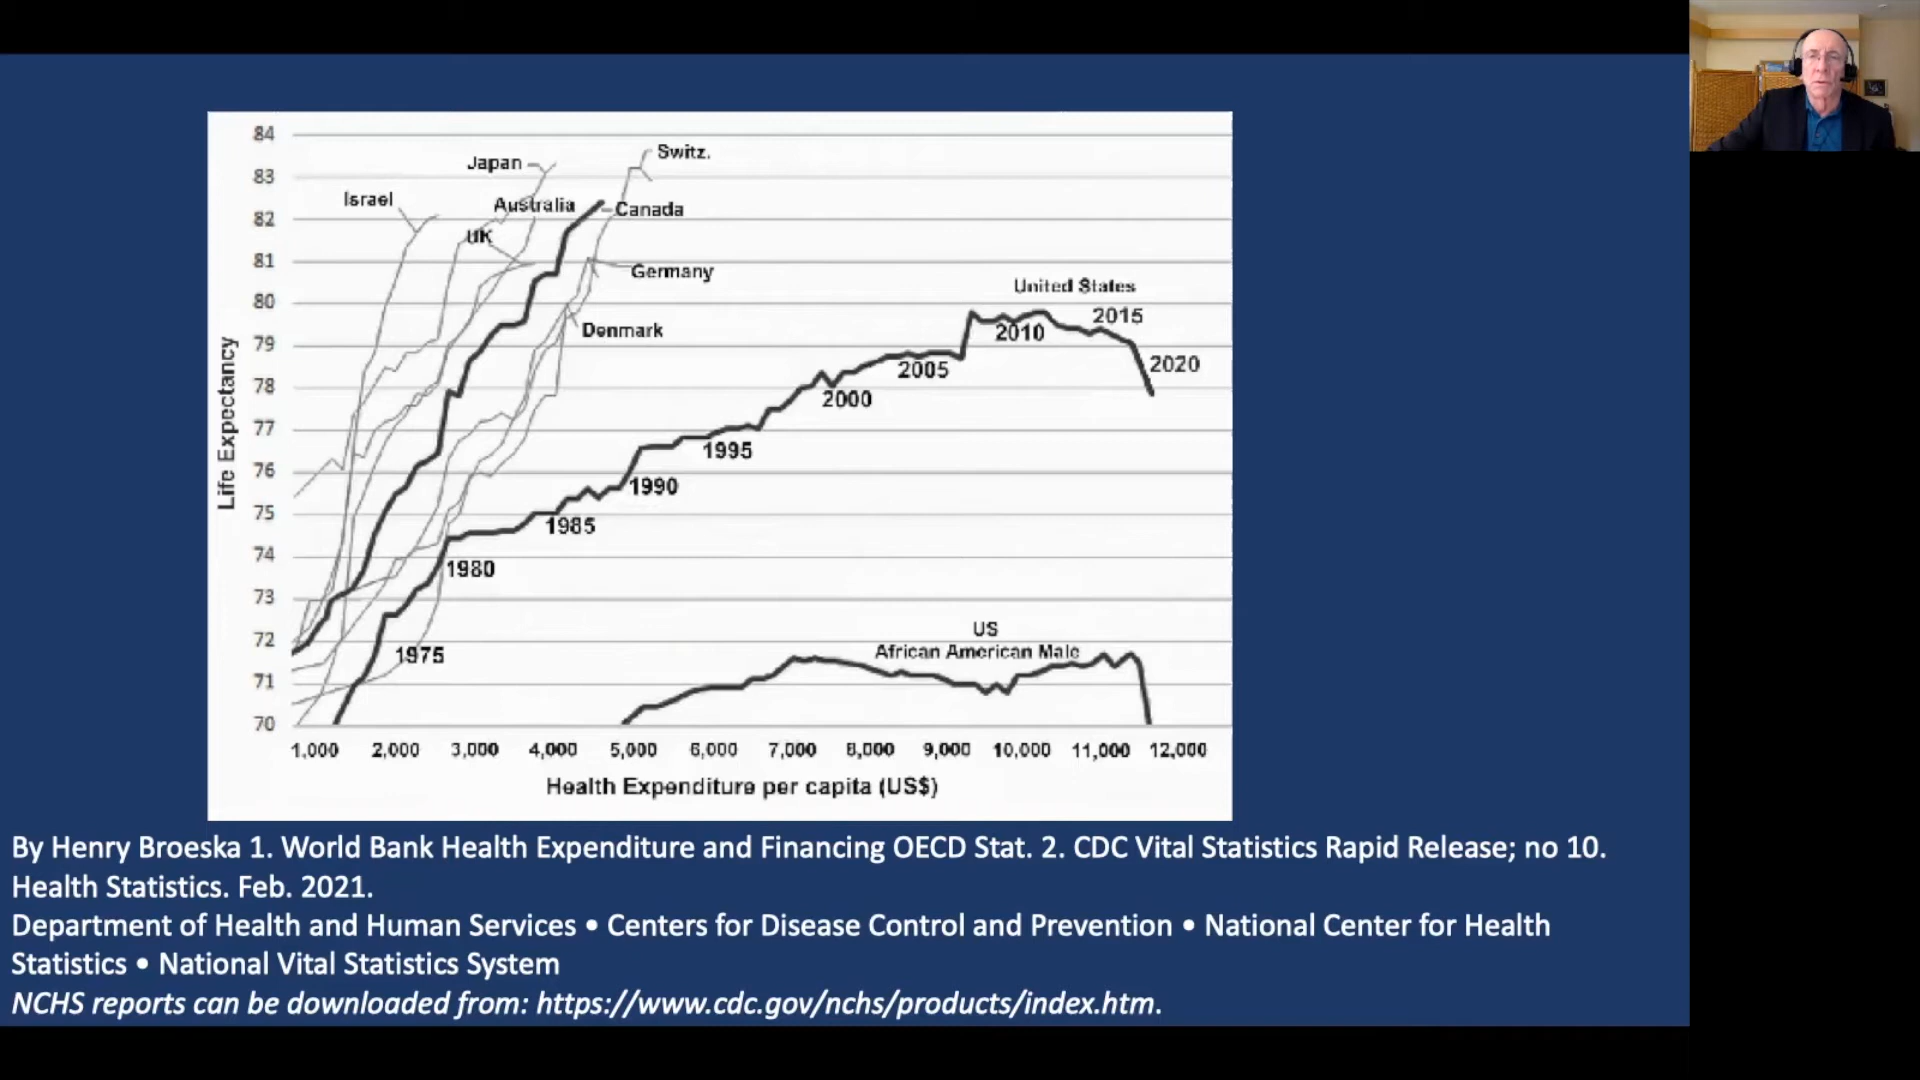 84
83
82
81
80
79
78
77
76
75
74
73
72
71
70
Life Expectancy
Israel
Japan
Australia
UK
Switz.
Canada
Germany
Denmark
United States
2015
2010
2020
2005
2000
1995
1990
1985
1980
1975
US
African American Male
1,000 2,000 3,000 4,000 5,000 6,000 7,000 8,000 9,000 10,000 11,000 12,000
Health Expenditure per capita (US$)
By Henry Broeska 1. World Bank Health Expenditure and Financing OECD Stat. 2. CDC Vital Statistics Rapid Release; no 10.
Health Statistics. Feb. 2021.
Department of Health and Human Services • Centers for Disease Control and Prevention • National Center for Health
Statistics • National Vital Statistics System
NCHS reports can be downloaded from: https://www.cdc.gov/nchs/products/index.htm.